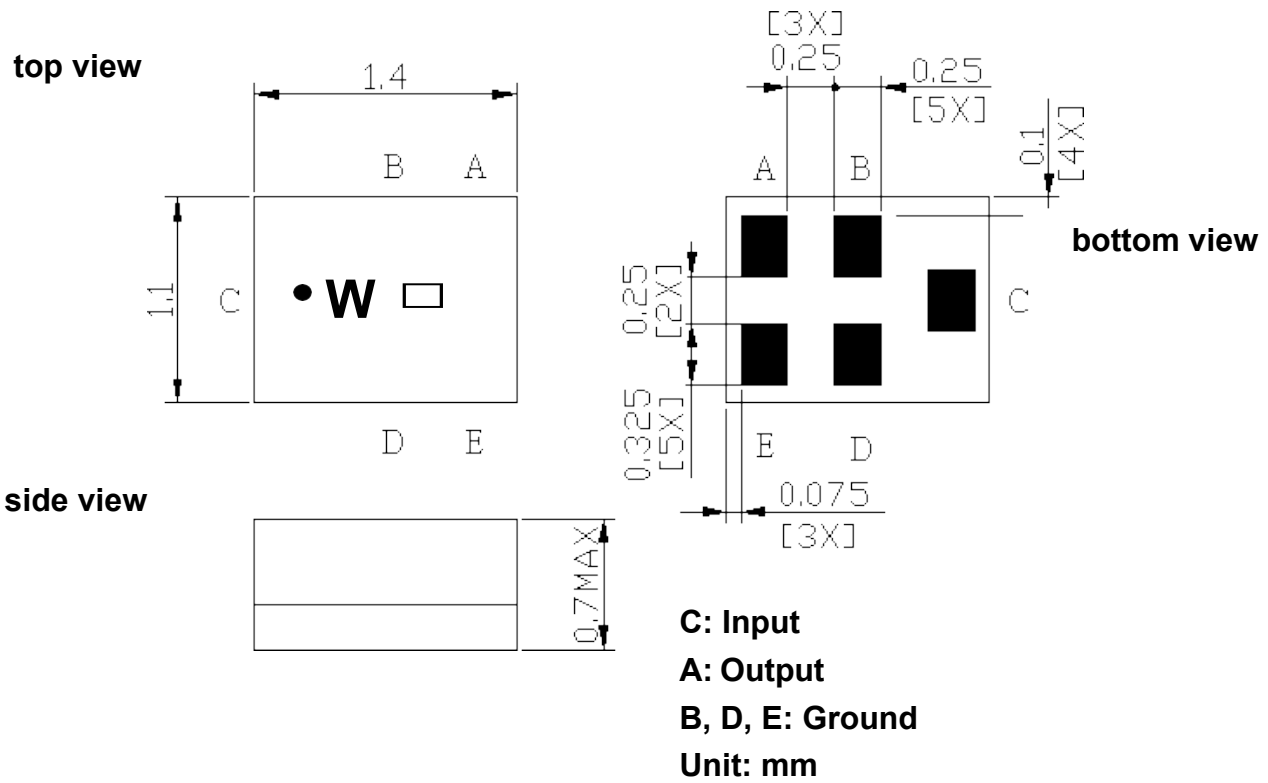 top view
1.4
B A
1.1
C
W
D E
side view
0.7MAX
[3X]
0.25
0.25
[5X]
0.1
[4X]
A B
bottom view
0.25
[2X]
C
0.325
[5X]
E D
0.075
[3X]
C: Input
A: Output
B, D, E: Ground
Unit: mm